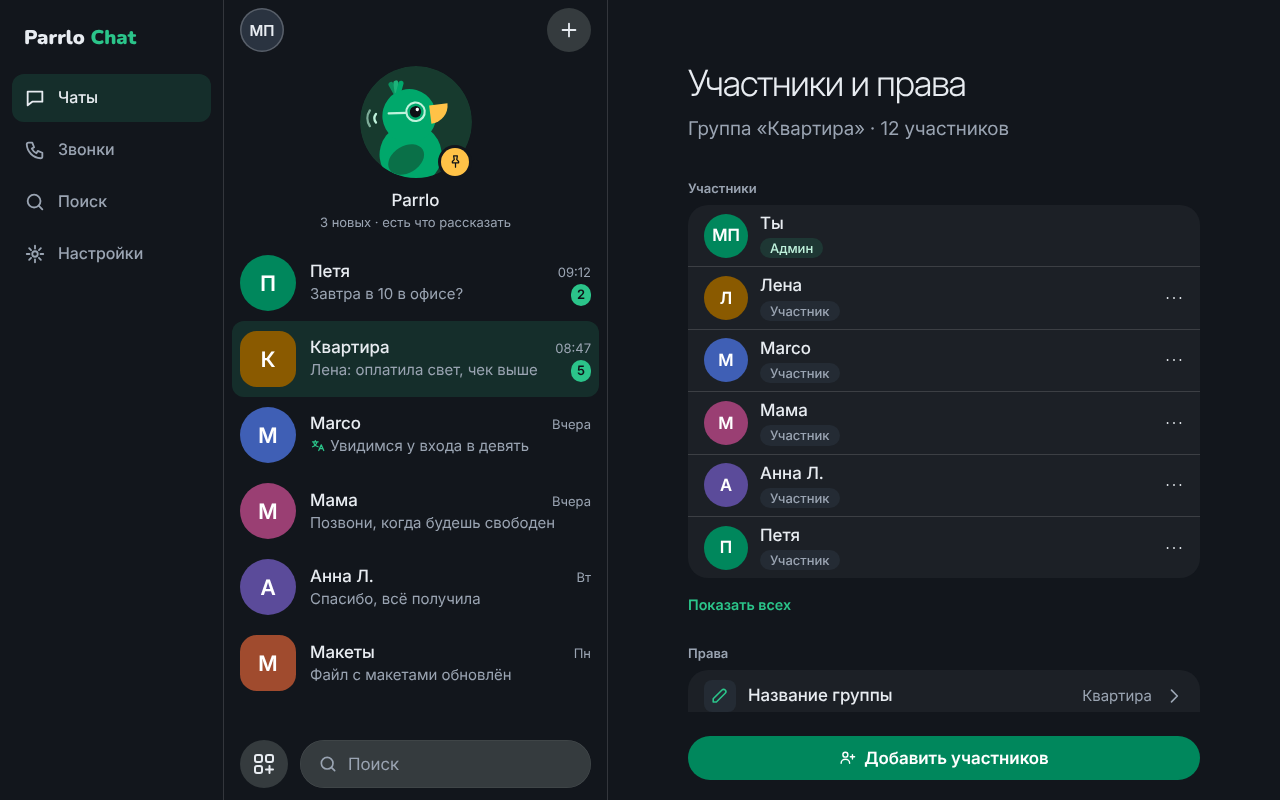 Parrlo Chat
Чаты
Звонки
Поиск
Настройки
МП
Parrlo
3 новых · есть что рассказать
П
Петя
09:12
Завтра в 10 в офисе?
2
К
Квартира
08:47
Лена: оплатила свет, чек выше
5
M
Marco
Вчера
Увидимся у входа в девять
М
Мама
Вчера
Позвони, когда будешь свободен
А
Анна Л.
Вт
Спасибо, всё получила
М
Макеты
Пн
Файл с макетами обновлён
Поиск
Участники и права
Группа «Квартира» · 12 участников
Участники
МП
Ты
Админ
Л
Лена
Участник
M
Marco
Участник
М
Мама
Участник
А
Анна Л.
Участник
П
Петя
Участник
Показать всех
Права
Название группы
Квартира
Добавить участников